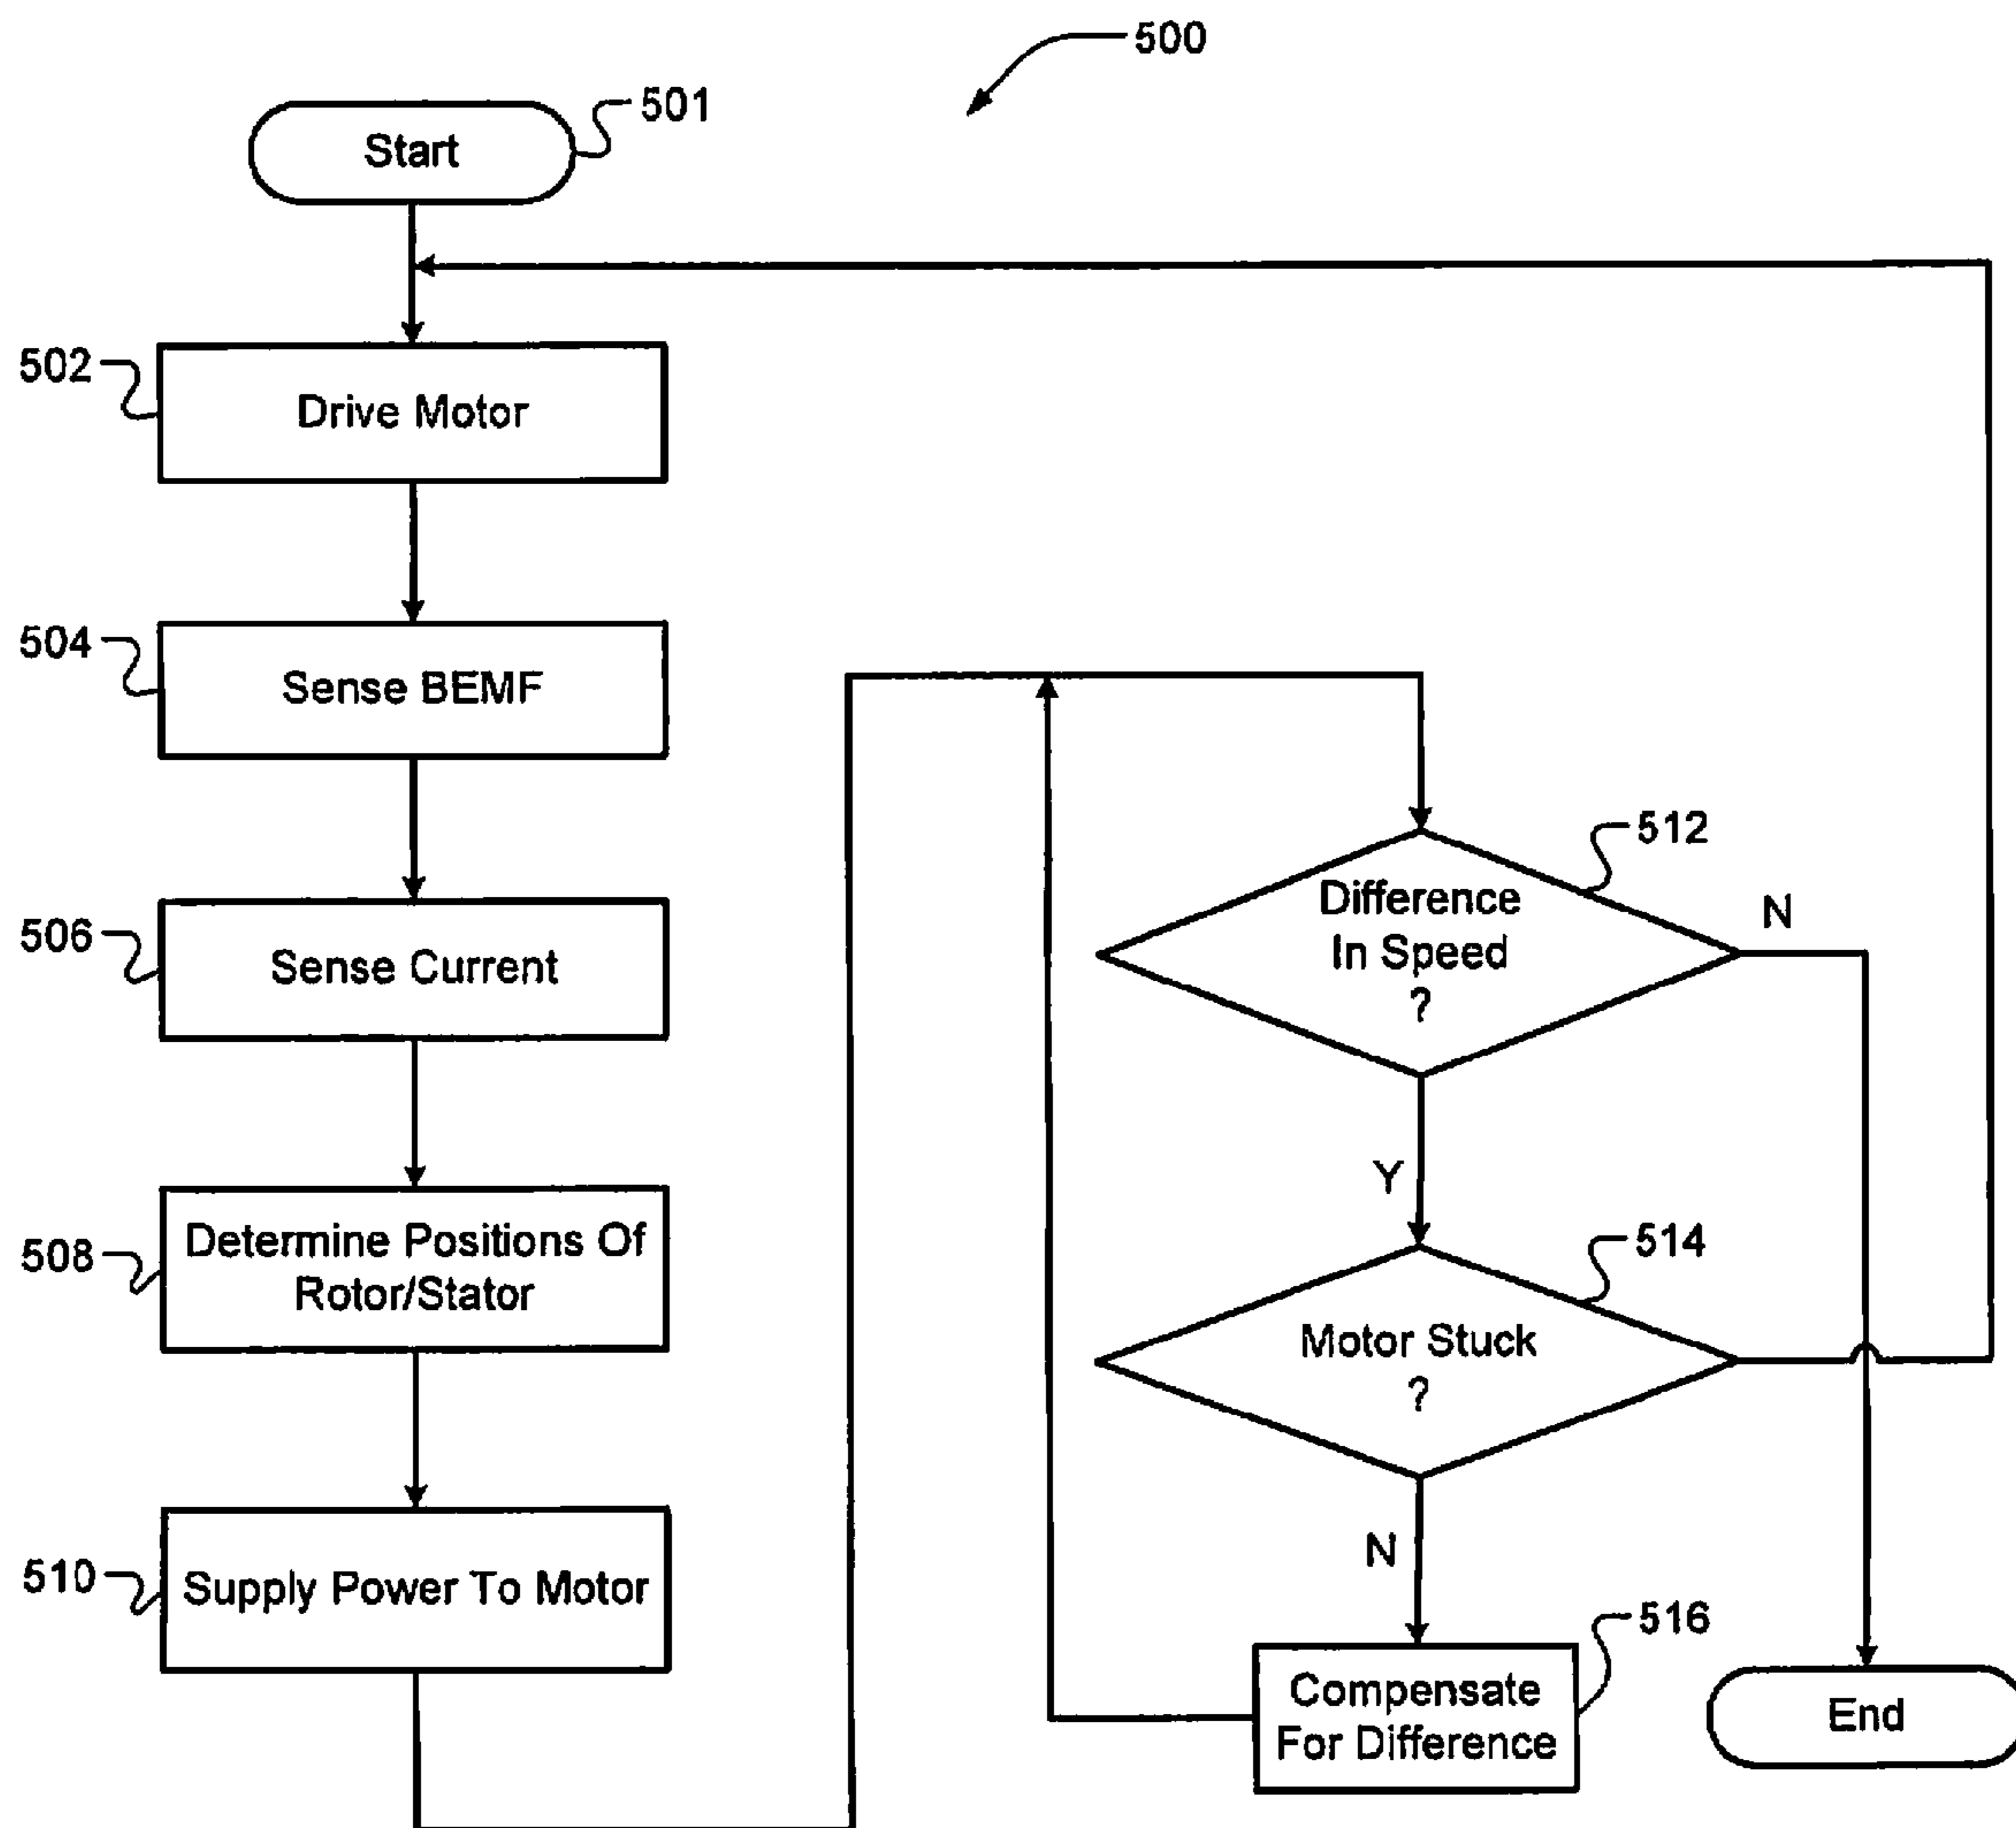 500
501
Start
502
Drive Motor
504
Sense BEMF
506
Sense Current
508
Determine Positions Of
Rotor/Stator
510
Supply Power To Motor
512
Difference
In Speed
?
N
Y
514
Motor Stuck
?
N
516
Compensate
For Difference
End